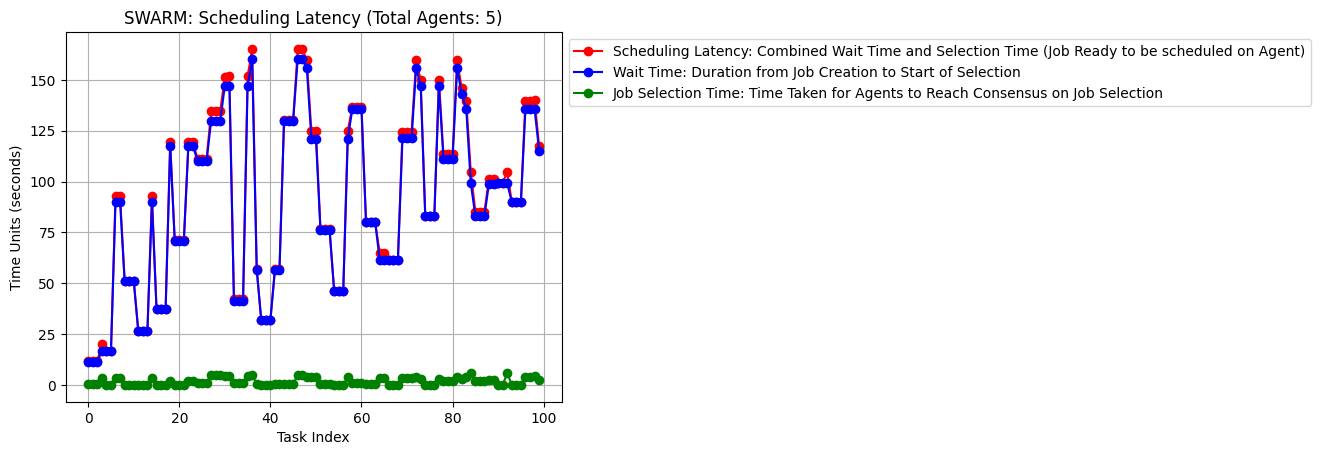 SWARM: Scheduling Latency (Total Agents: 5)
Scheduling Latency: Combined Wait Time and Selection Time (Job Ready to be scheduled on Agent)
Wait Time: Duration from Job Creation to Start of Selection
Job Selection Time: Time Taken for Agents to Reach Consensus on Job Selection
Time Units (seconds)
150
125
100
75
50
25
0
0 20 40 60 80 100
Task Index